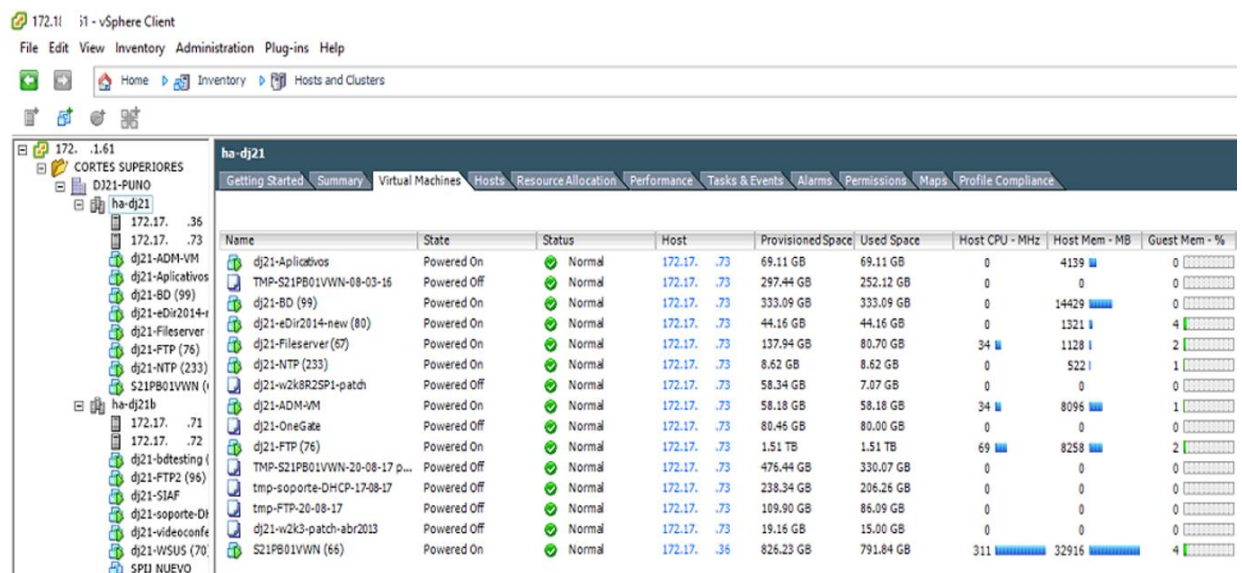 172.1 51 - vSphere Client
File Edit View Inventory Administration Plug-ins Help
Home Inventory Hosts and Clusters
172. .1.61
CORTES SUPERIORES
DJ21-PUNO
ha-dj21
172.17. .36
172.17. .73
dj21-ADM-VM
dj21-Aplicativos
dj21-BD (99)
dj21-eDir2014-r
dj21-Fileserver
dj21-FTP (76)
dj21-NTP (233)
S21PB01VWN (
ha-dj21b
172.17. .71
172.17. .72
dj21-bdtesting (
dj21-FTP2 (96)
dj21-SIAF
dj21-soporte-DH
dj21-videoconfe
dj21-WSUS (70
SPIJ NUEVO
ha-dj21
Getting Started Summary Virtual Machines Hosts Resource Allocation Performance Tasks & Events Alarms Permissions Maps Profile Compliance
Name State Status Host Provisioned Space Used Space Host CPU - MHz Host Mem - MB Guest Mem - %
dj21-Aplicativos Powered On Normal 172.17. .73 69.11 GB 69.11 GB 0 4139 0
TMP-S21PB01VWN-08-03-16 Powered Off Normal 172.17. .73 297.44 GB 252.12 GB 0 0 0
dj21-BD (99) Powered On Normal 172.17. .73 333.09 GB 333.09 GB 0 14429 0
dj21-eDir2014-new (80) Powered On Normal 172.17. .73 44.16 GB 44.16 GB 0 1321 4
dj21-Fileserver (67) Powered On Normal 172.17. .73 137.94 GB 80.70 GB 34 1128 2
dj21-NTP (233) Powered On Normal 172.17. .73 8.62 GB 8.62 GB 0 522 1
dj21-w2k8R2SP1-patch Powered Off Normal 172.17. .73 58.34 GB 7.07 GB 0 0 0
dj21-ADM-VM Powered On Normal 172.17. .73 58.18 GB 58.18 GB 34 8096 1
dj21-OneGate Powered Off Normal 172.17. .73 80.46 GB 80.00 GB 0 0 0
dj21-FTP (76) Powered On Normal 172.17. .73 1.51 TB 1.51 TB 69 8258 2
TMP-S21PB01VWN-20-08-17 p... Powered Off Normal 172.17. .73 476.44 GB 330.07 GB 0 0 0
tmp-soporte-DHCP-17-08-17 Powered Off Normal 172.17. .73 238.34 GB 206.26 GB 0 0 0
tmp-FTP-20-08-17 Powered Off Normal 172.17. .73 109.90 GB 86.09 GB 0 0 0
dj21-w2k3-patch-abr2013 Powered Off Normal 172.17. .73 19.16 GB 15.00 GB 0 0 0
S21PB01VWN (66) Powered On Normal 172.17. .36 826.23 GB 791.84 GB 311 32916 4